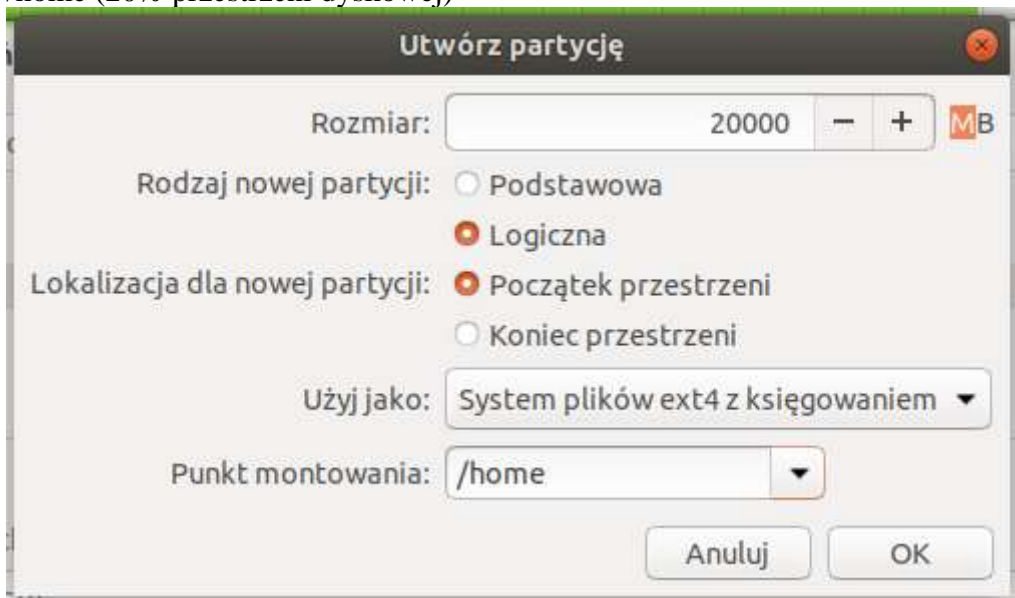 Utwórz partycję
Rozmiar: 20000 − + MB
Rodzaj nowej partycji: Podstawowa
Logiczna
Lokalizacja dla nowej partycji: Początek przestrzeni
Koniec przestrzeni
Użyj jako: System plików ext4 z księgowaniem
Punkt montowania: /home
Anuluj OK